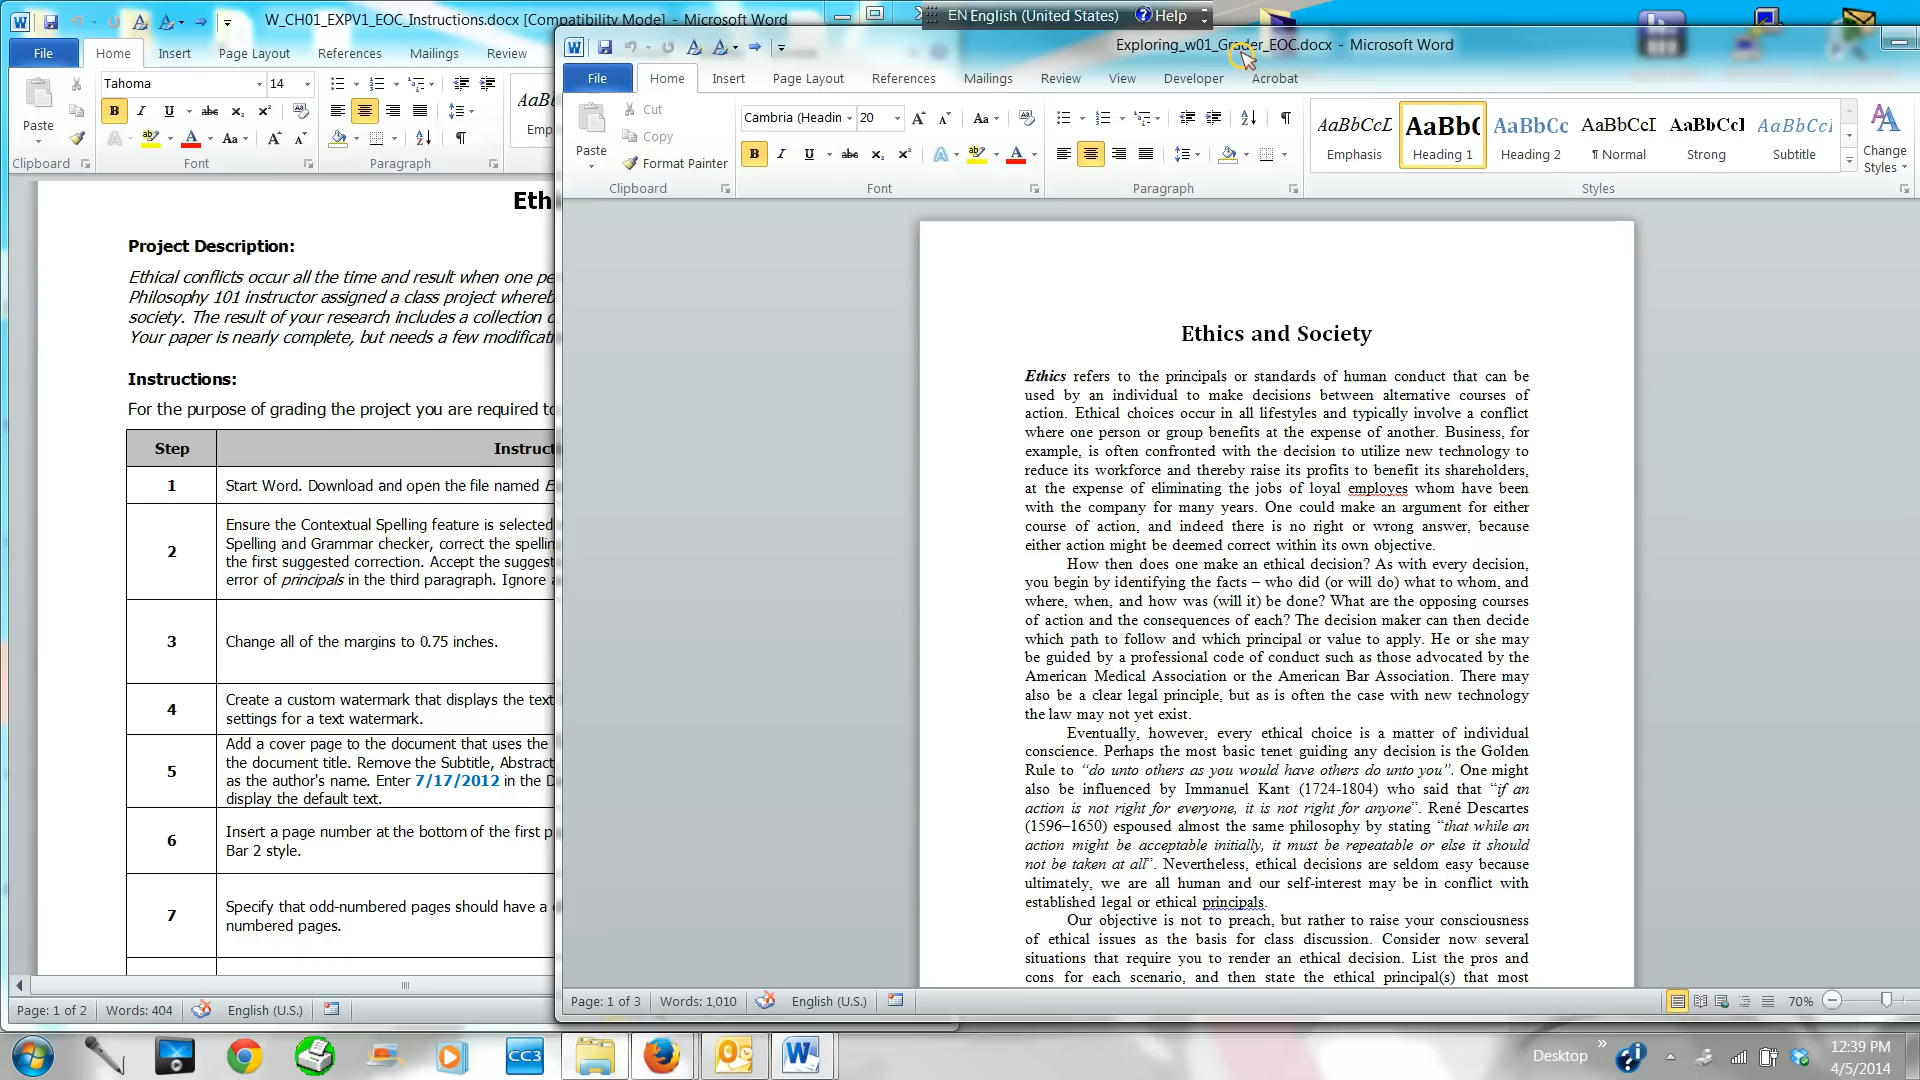 W_CH01_EXPV1_EOC_Instructions.docx [Compatibility Mode] - Microsoft Word
EN English (United States) Help
File Home Insert Page Layout References Mailings Review
Tahoma 14
Paste
B I U abc x₂ x²
Aa
AaBb
Emp
Clipboard Font Paragraph
Eth
Project Description:
Ethical conflicts occur all the time and result when one pe
Philosophy 101 instructor assigned a class project whereb
society. The result of your research includes a collection o
Your paper is nearly complete, but needs a few modificati
Instructions:
For the purpose of grading the project you are required to
Step Instruc
1 Start Word. Download and open the file named E
2 Ensure the Contextual Spelling feature is selected
Spelling and Grammar checker, correct the spellin
the first suggested correction. Accept the suggest
error of principals in the third paragraph. Ignore a
3 Change all of the margins to 0.75 inches.
4 Create a custom watermark that displays the text
settings for a text watermark.
5 Add a cover page to the document that uses the
the document title. Remove the Subtitle, Abstract
as the author's name. Enter 7/17/2012 in the D
display the default text.
6 Insert a page number at the bottom of the first p
Bar 2 style.
7 Specify that odd-numbered pages should have a
numbered pages.
Page: 1 of 2 Words: 404 English (U.S.)
Exploring_w01_Grader_EOC.docx - Microsoft Word
File Home Insert Page Layout References Mailings Review View Developer Acrobat
Cut
Copy
Format Painter
Paste
Cambria (Headin 20
Aa
B I U abc x₂ x²
AaBbCcL AaBb( AaBbCc AaBbCcI AaBbCcI AaBbCcI
Emphasis Heading 1 Heading 2 ¶ Normal Strong Subtitle
Change
Styles
Clipboard Font Paragraph Styles
Ethics and Society
Ethics refers to the principals or standards of human conduct that can be
used by an individual to make decisions between alternative courses of
action. Ethical choices occur in all lifestyles and typically involve a conflict
where one person or group benefits at the expense of another. Business, for
example, is often confronted with the decision to utilize new technology to
reduce its workforce and thereby raise its profits to benefit its shareholders,
at the expense of eliminating the jobs of loyal employes whom have been
with the company for many years. One could make an argument for either
course of action, and indeed there is no right or wrong answer, because
either action might be deemed correct within its own objective.
How then does one make an ethical decision? As with every decision,
you begin by identifying the facts – who did (or will do) what to whom, and
where, when, and how was (will it) be done? What are the opposing courses
of action and the consequences of each? The decision maker can then decide
which path to follow and which principal or value to apply. He or she may
be guided by a professional code of conduct such as those advocated by the
American Medical Association or the American Bar Association. There may
also be a clear legal principle, but as is often the case with new technology
the law may not yet exist.
Eventually, however, every ethical choice is a matter of individual
conscience. Perhaps the most basic tenet guiding any decision is the Golden
Rule to “do unto others as you would have others do unto you”. One might
also be influenced by Immanuel Kant (1724-1804) who said that “if an
action is not right for everyone, it is not right for anyone”. René Descartes
(1596–1650) espoused almost the same philosophy by stating “that while an
action might be acceptable initially, it must be repeatable or else it should
not be taken at all”. Nevertheless, ethical decisions are seldom easy because
ultimately, we are all human and our self-interest may be in conflict with
established legal or ethical principals.
Our objective is not to preach, but rather to raise your consciousness
of ethical issues as the basis for class discussion. Consider now several
situations that require you to render an ethical decision. List the pros and
cons for each scenario, and then state the ethical principal(s) that most
Page: 1 of 3 Words: 1,010 English (U.S.) 70%
CC3
Desktop
12:39 PM
4/5/2014